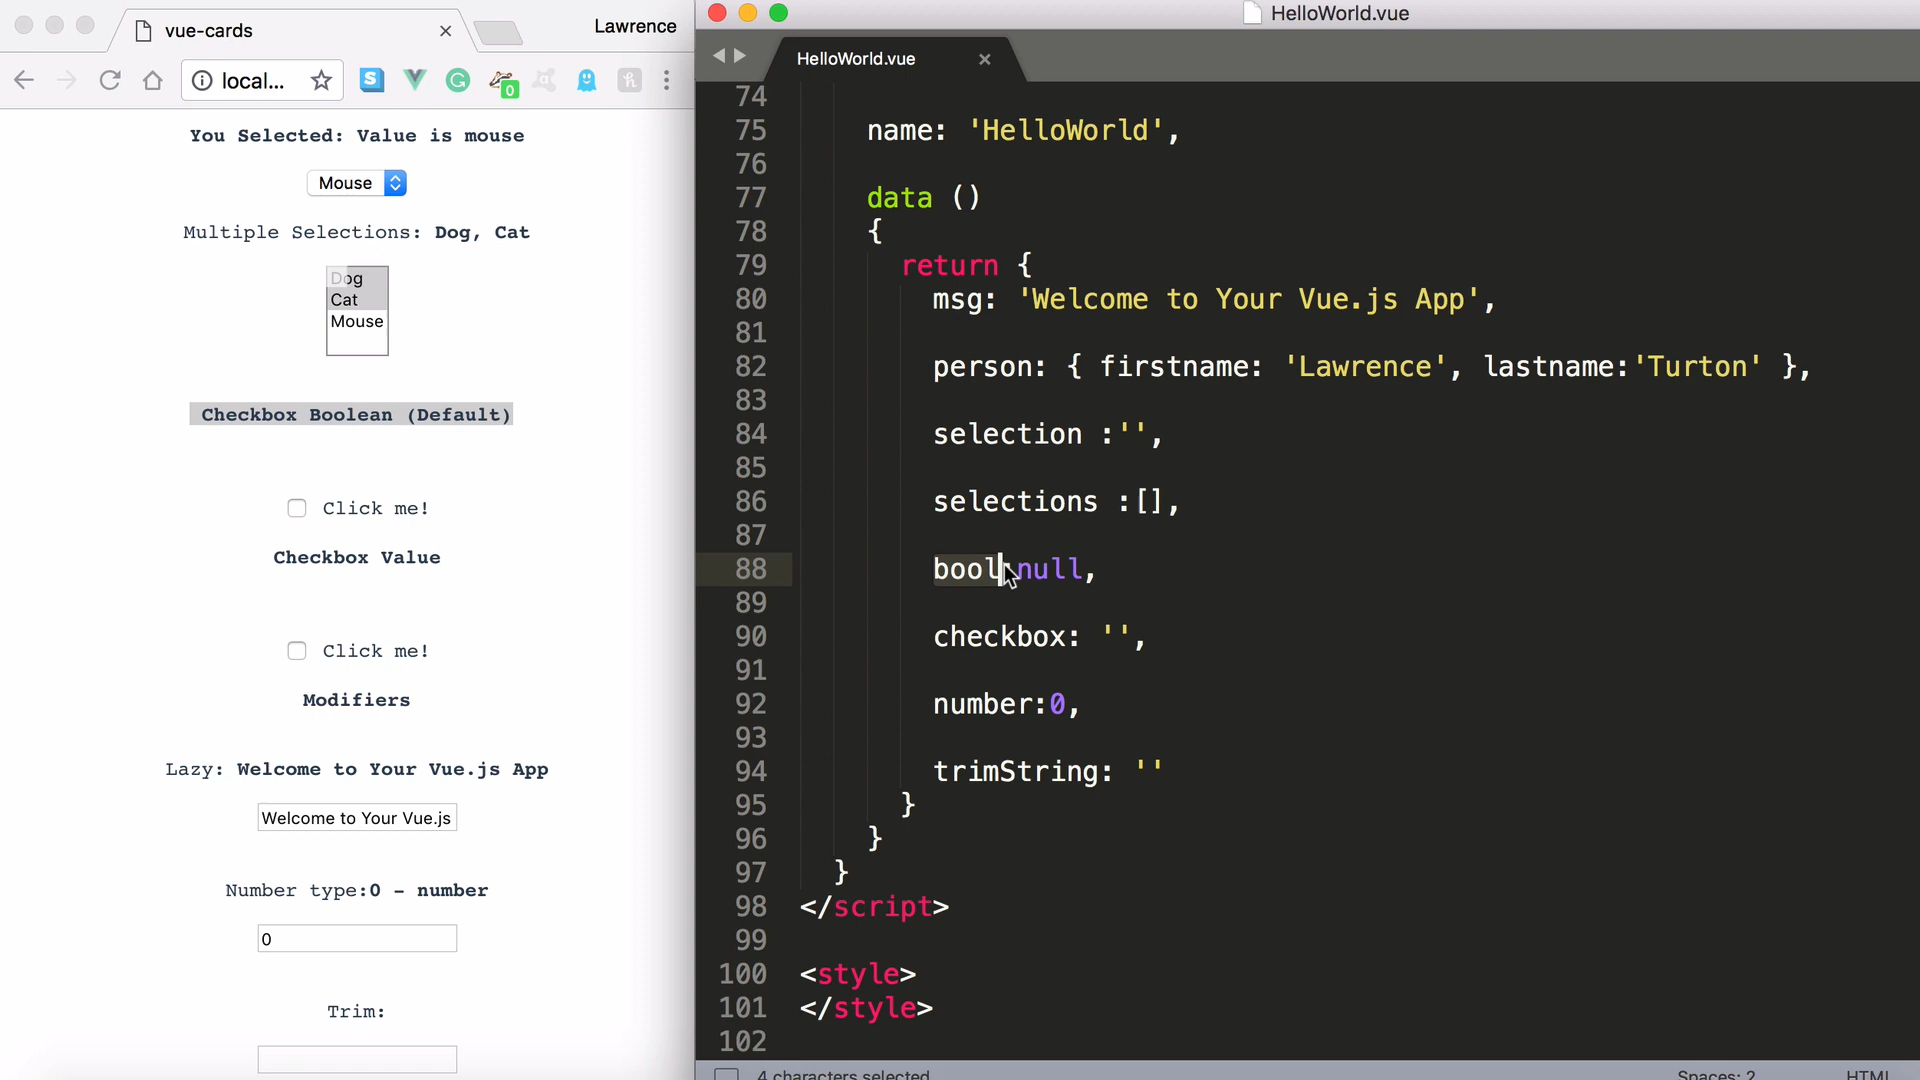 vue-cards
Lawrence
local...
You Selected: Value is mouse
Mouse
Multiple Selections: Dog, Cat
Dog
Cat
Mouse
Checkbox Boolean (Default)
Click me!
Checkbox Value
Click me!
Modifiers
Lazy: Welcome to Your Vue.js App
Welcome to Your Vue.js
Number type:0 - number
0
Trim:
HelloWorld.vue
HelloWorld.vue
74
75 name: 'HelloWorld',
76
77 data ()
78 {
79 return {
80 msg: 'Welcome to Your Vue.js App',
81
82 person: { firstname: 'Lawrence', lastname:'Turton' },
83
84 selection :'',
85
86 selections :[],
87
88 bool:null,
89
90 checkbox: '',
91
92 number:0,
93
94 trimString: ''
95 }
96 }
97 }
98 </script>
99
100 <style>
101 </style>
102
4 characters selected
Spaces: 2
HTML